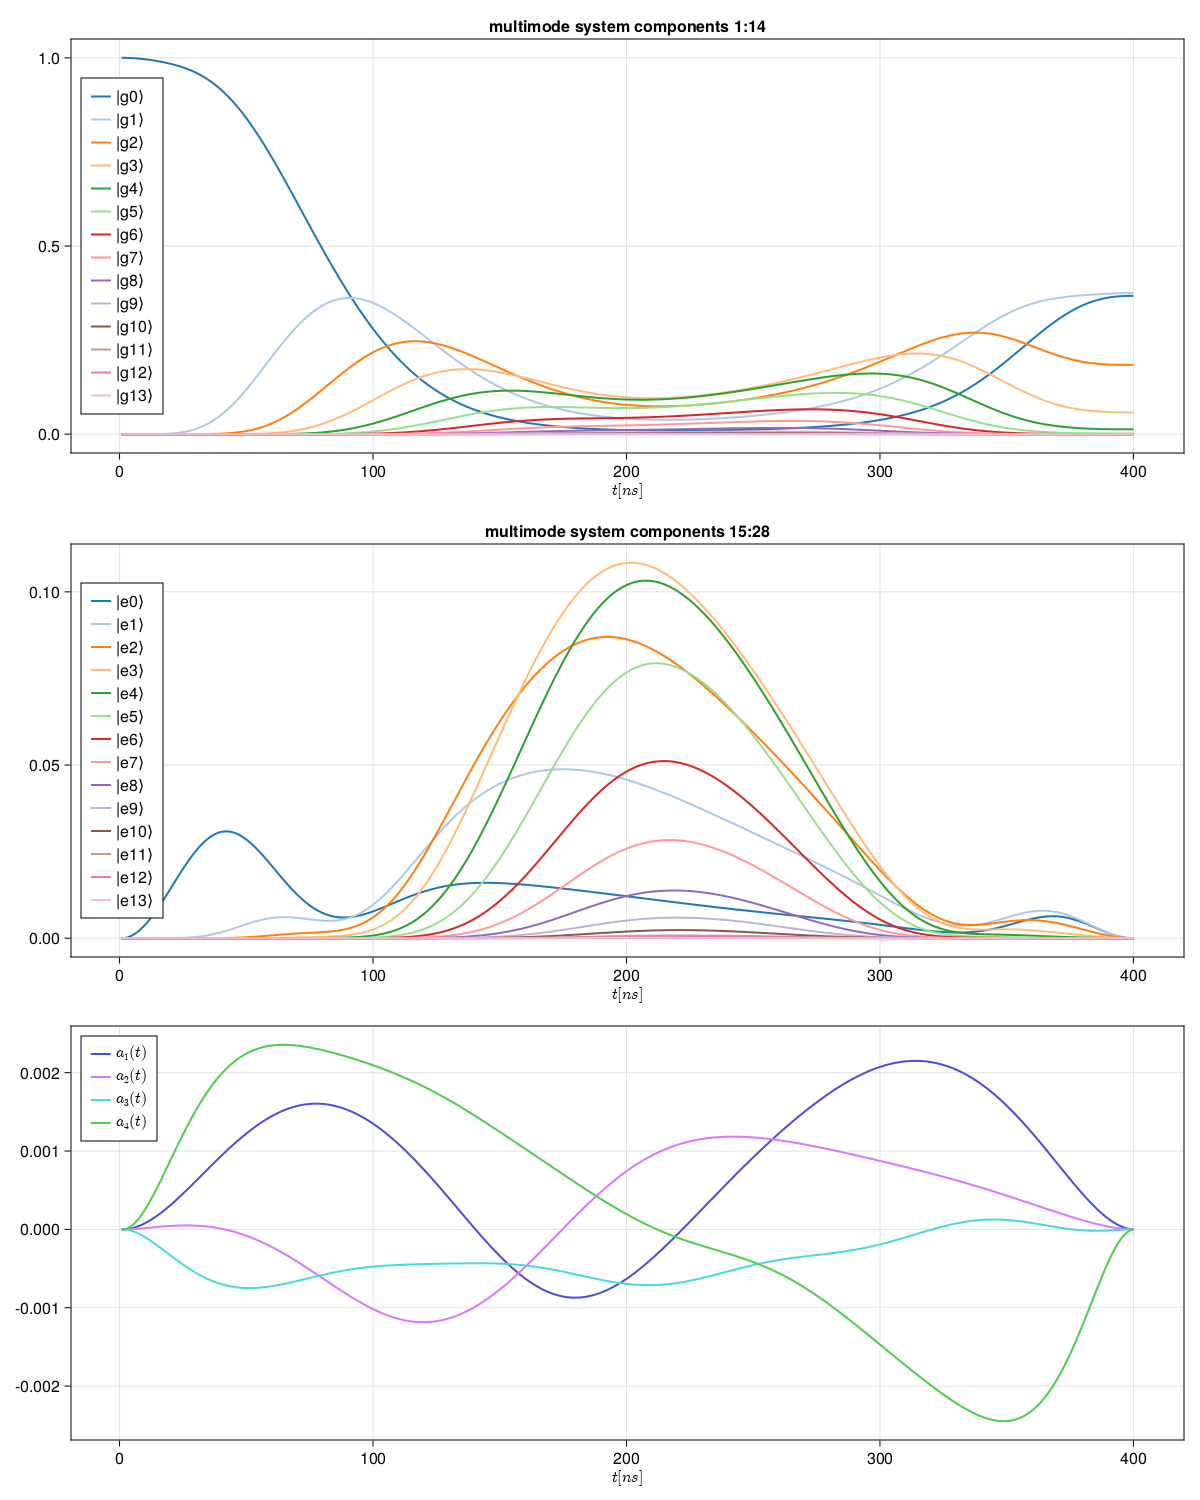 multimode system components 1:14
1.0
0.5
0.0
|g0⟩
|g1⟩
|g2⟩
|g3⟩
|g4⟩
|g5⟩
|g6⟩
|g7⟩
|g8⟩
|g9⟩
|g10⟩
|g11⟩
|g12⟩
|g13⟩
0 100 200 300 400
t[ns]
multimode system components 15:28
0.10
0.05
0.00
|e0⟩
|e1⟩
|e2⟩
|e3⟩
|e4⟩
|e5⟩
|e6⟩
|e7⟩
|e8⟩
|e9⟩
|e10⟩
|e11⟩
|e12⟩
|e13⟩
0 100 200 300 400
t[ns]
0.002
0.001
0.000
-0.001
-0.002
a₁(t)
a₂(t)
a₃(t)
a₄(t)
0 100 200 300 400
t[ns]